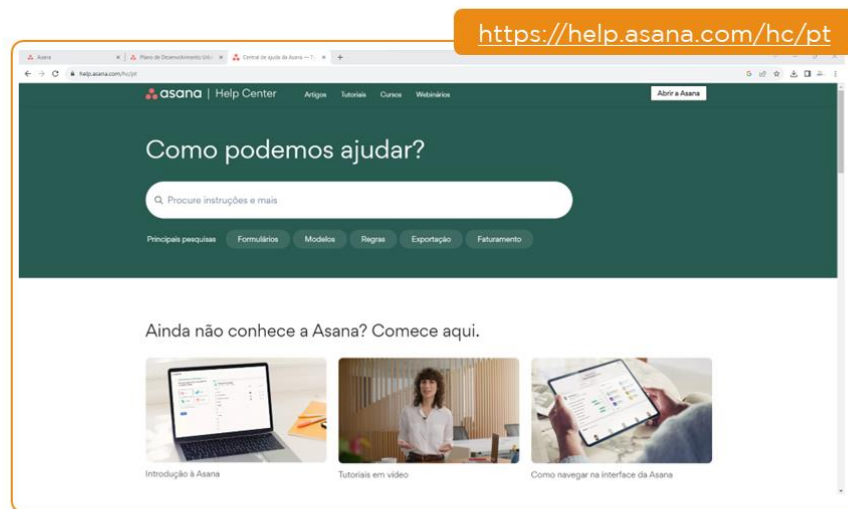 https://help.asana.com/hc/pt
Asana
Plano de Desenvolvimento Urb
Central de ajuda da Asana
help.asana.com/hc/pt
asana | Help Center Artigos Tutoriais Cursos Webinários Abrir a Asana
Como podemos ajudar?
Procure instruções e mais
Principais pesquisas Formulários Modelos Regras Exportação Faturamento
Ainda não conhece a Asana? Comece aqui.
Introdução à Asana Tutoriais em vídeo Como navegar na interface da Asana